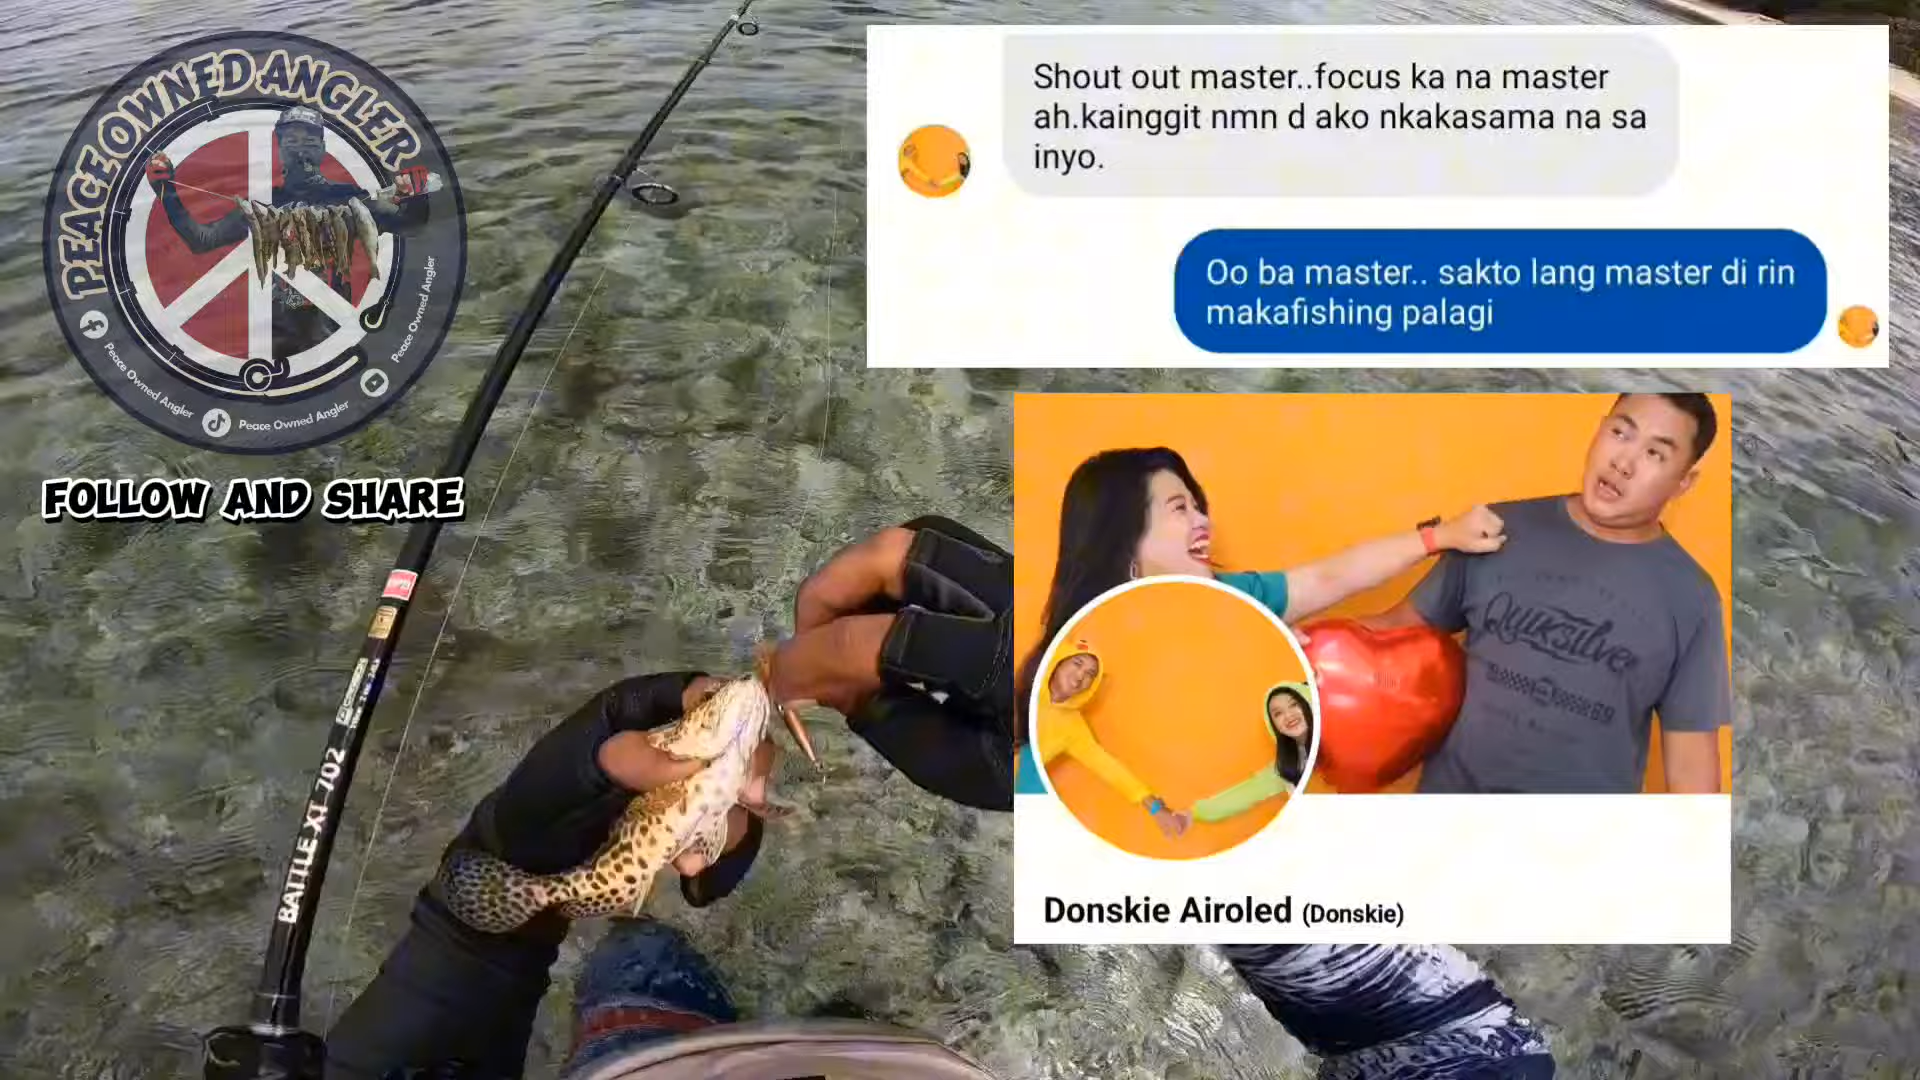 PEACE OWNED ANGLER
Peace Owned Angler
Peace Owned Angler
Peace Owned Angler
FOLLOW AND SHARE
Shout out master..focus ka na master
ah.kainggit nmn d ako nkakasama na sa
inyo.
Oo ba master.. sakto lang master di rin
makafishing palagi
BATTLE XT 702
Quiksilver
Donskie Airoled (Donskie)